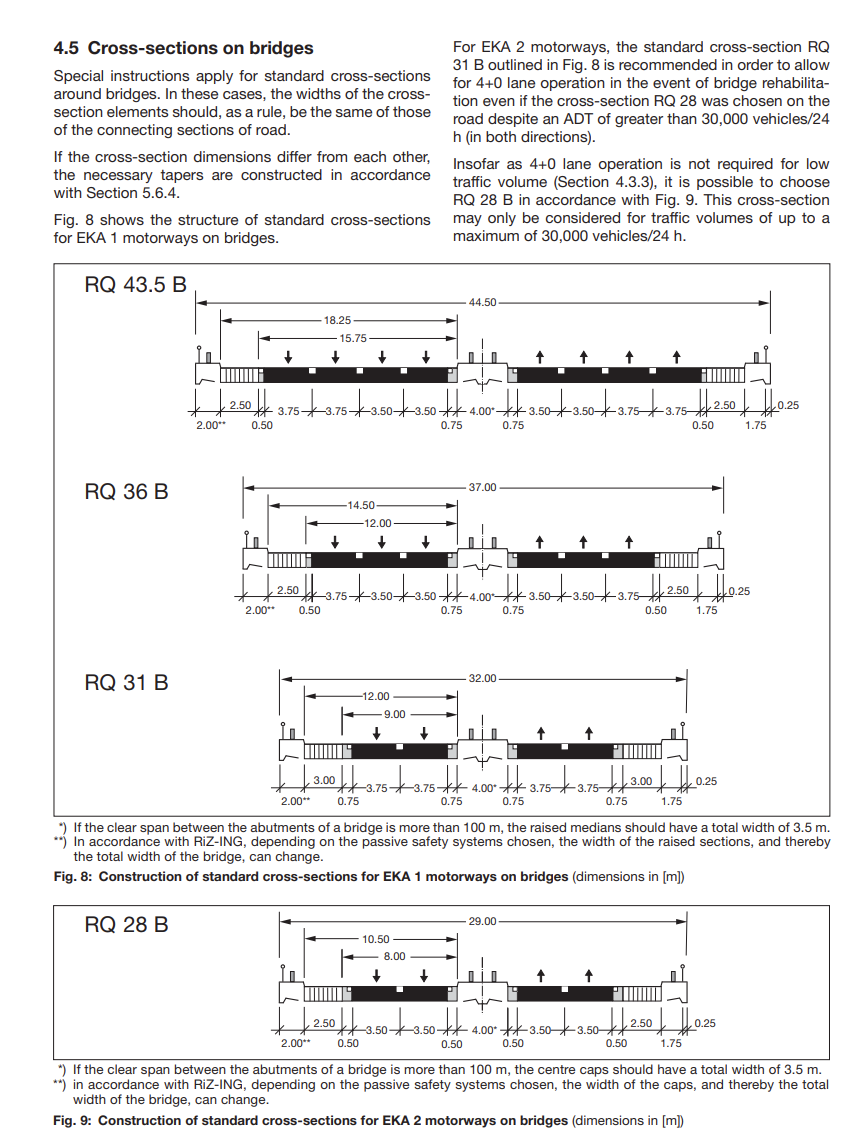 4.5 Cross-sections on bridges
Special instructions apply for standard cross-sections
around bridges. In these cases, the widths of the cross-
section elements should, as a rule, be the same of those
of the connecting sections of road.
If the cross-section dimensions differ from each other,
the necessary tapers are constructed in accordance
with Section 5.6.4.
Fig. 8 shows the structure of standard cross-sections
for EKA 1 motorways on bridges.
For EKA 2 motorways, the standard cross-section RQ
31 B outlined in Fig. 8 is recommended in order to allow
for 4+0 lane operation in the event of bridge rehabilita-
tion even if the cross-section RQ 28 was chosen on the
road despite an ADT of greater than 30,000 vehicles/24
h (in both directions).
Insofar as 4+0 lane operation is not required for low
traffic volume (Section 4.3.3), it is possible to choose
RQ 28 B in accordance with Fig. 9. This cross-section
may only be considered for traffic volumes of up to a
maximum of 30,000 vehicles/24 h.
RQ 43.5 B
44.50
18.25
15.75
2.50 3.75 3.75 3.50 3.50 4.00* 3.50 3.50 3.75 3.75 2.50 0.25
2.00** 0.50 0.75 0.75 0.50 1.75
RQ 36 B
37.00
14.50
12.00
2.50 3.75 3.50 3.50 4.00* 3.50 3.50 3.75 2.50 0.25
2.00** 0.50 0.75 0.75 0.50 1.75
RQ 31 B
32.00
12.00
9.00
3.00 3.75 3.75 4.00* 3.75 3.75 3.00 0.25
2.00** 0.75 0.75 0.75 0.75 1.75
*) If the clear span between the abutments of a bridge is more than 100 m, the raised medians should have a total width of 3.5 m.
**) In accordance with RiZ-ING, depending on the passive safety systems chosen, the width of the raised sections, and thereby
the total width of the bridge, can change.
Fig. 8: Construction of standard cross-sections for EKA 1 motorways on bridges (dimensions in [m])
RQ 28 B
29.00
10.50
8.00
2.50 3.50 3.50 4.00* 3.50 3.50 2.50 0.25
2.00** 0.50 0.50 0.50 0.50 1.75
*) If the clear span between the abutments of a bridge is more than 100 m, the centre caps should have a total width of 3.5 m.
**) in accordance with RiZ-ING, depending on the passive safety systems chosen, the width of the caps, and thereby the total
width of the bridge, can change.
Fig. 9: Construction of standard cross-sections for EKA 2 motorways on bridges (dimensions in [m])